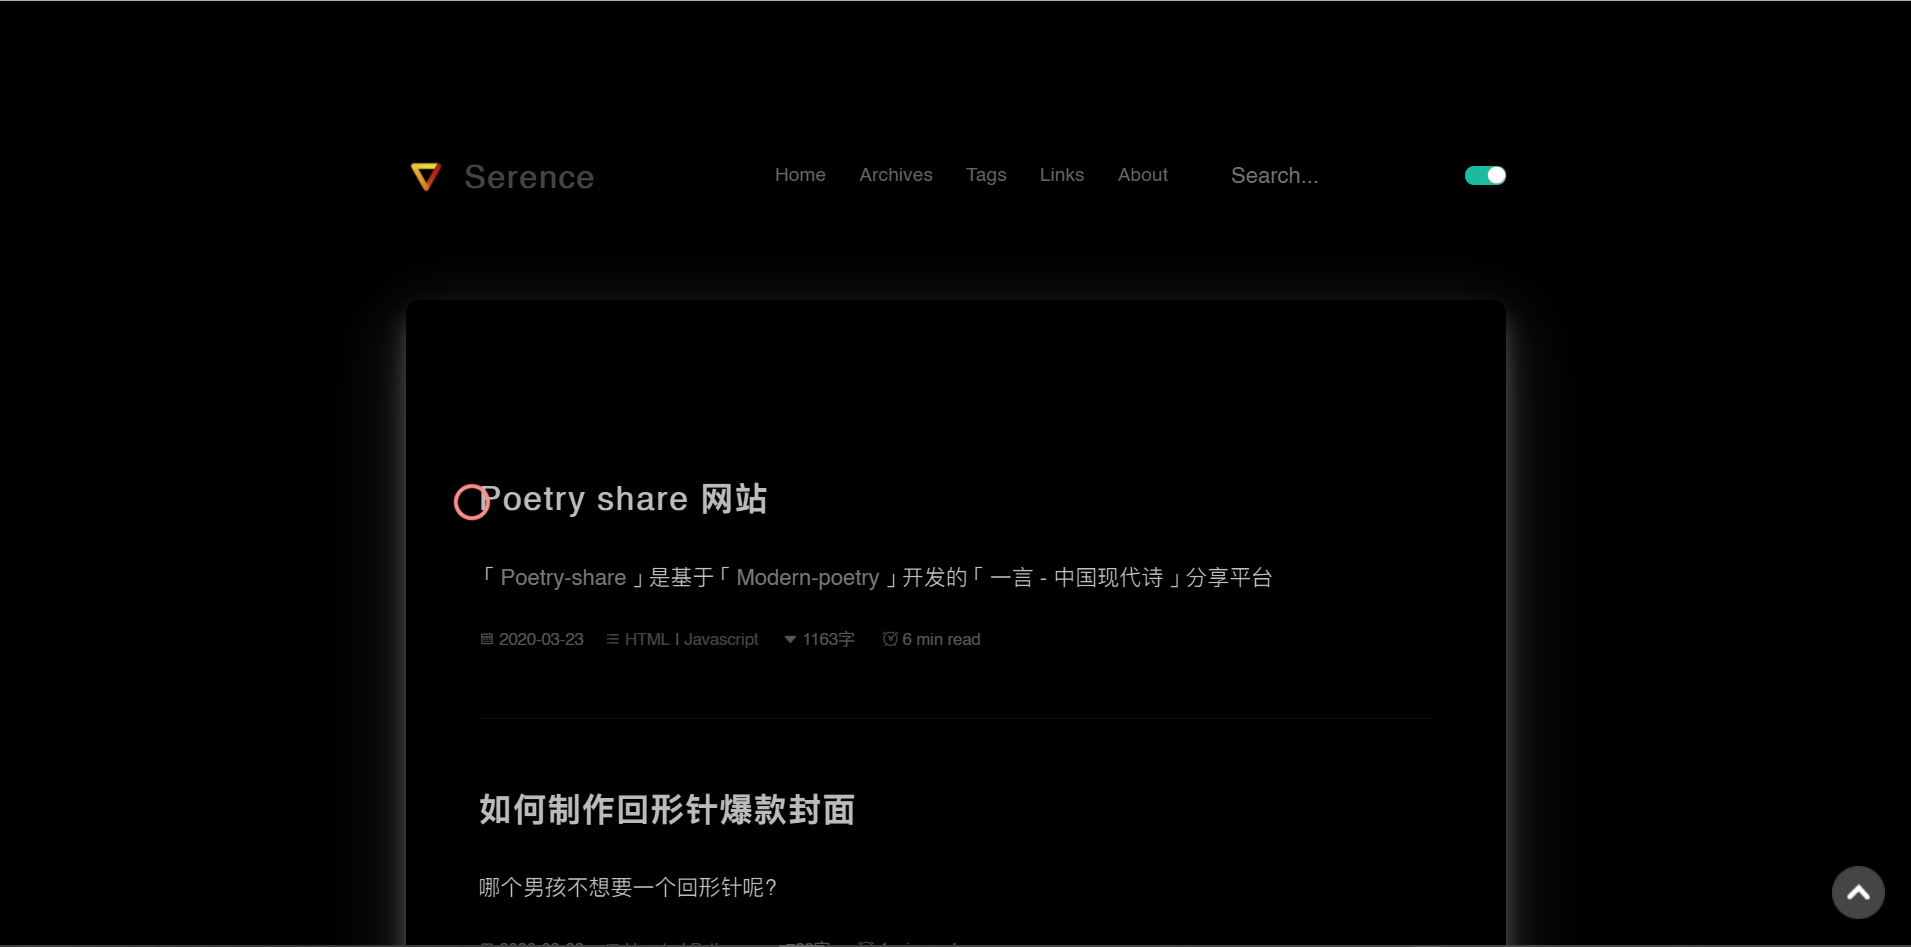 Serence Home Archives Tags Links About Search...
Poetry share 网站
「 Poetry-share 」是基于「 Modern-poetry 」开发的「 一言 - 中国现代诗 」分享平台
2020-03-23 HTML | Javascript 1163字 6 min read
如何制作回形针爆款封面
哪个男孩不想要一个回形针呢?